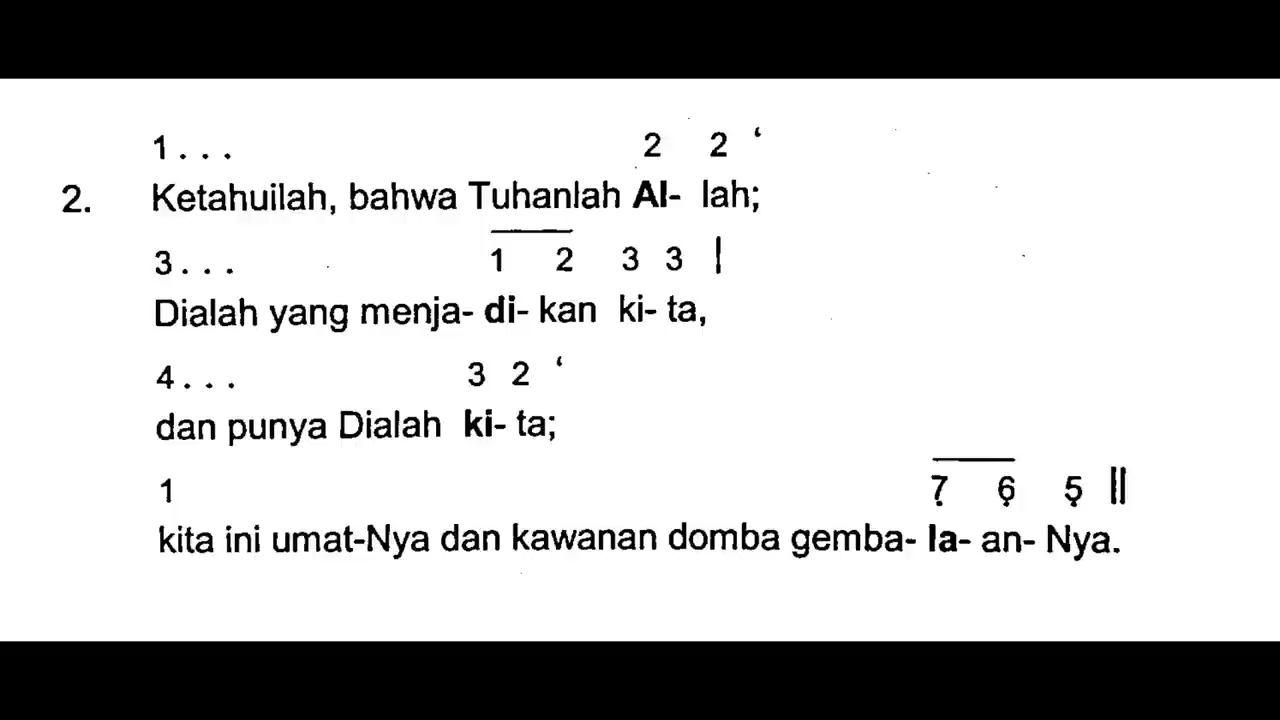 1 . . . 2 2 ‘
2. Ketahuilah, bahwa Tuhanlah Al- lah;
3 . . . 1 2 3 3 |
Dialah yang menja- di- kan ki- ta,
4 . . . 3 2 ‘
dan punya Dialah ki- ta;
1 7̣ 6̣ 5̣ ||
kita ini umat-Nya dan kawanan domba gemba- la- an- Nya.